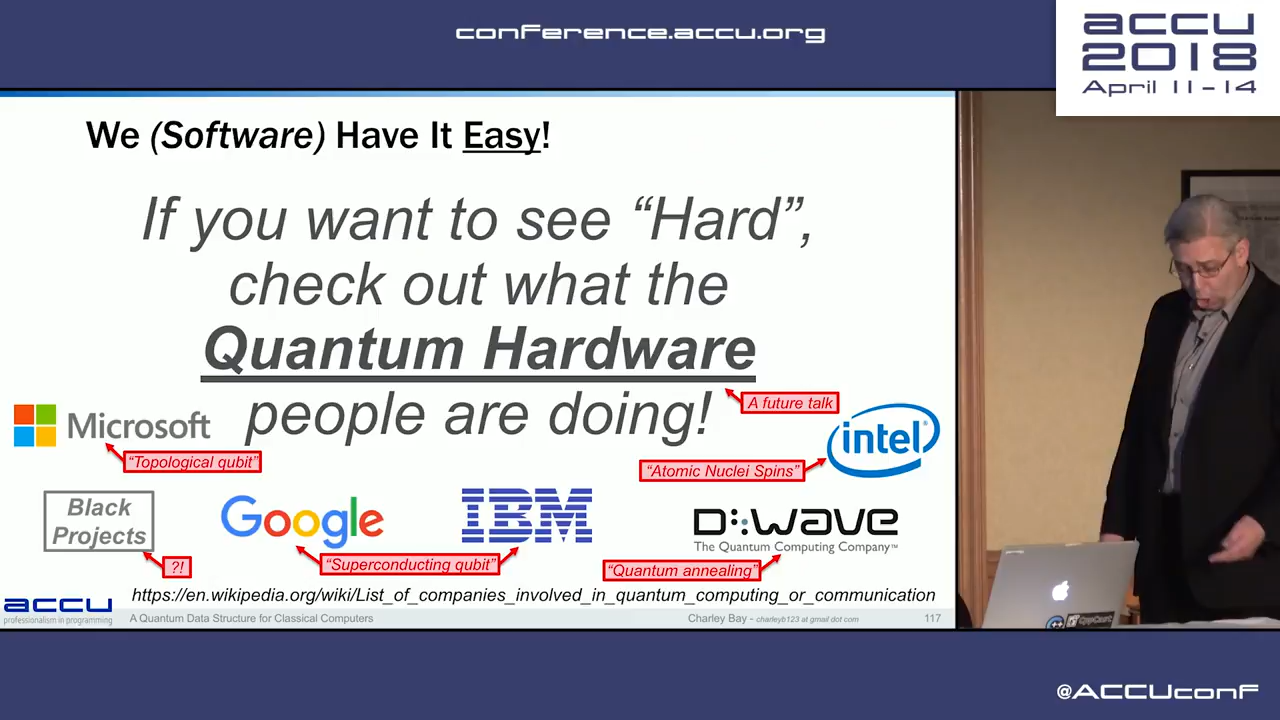 conference.accu.org
accu
2018
April 11-14
We (Software) Have It Easy!
If you want to see “Hard”,
check out what the
Quantum Hardware
people are doing!
A future talk
Microsoft
“Topological qubit”
intel
“Atomic Nuclei Spins”
Black
Projects
?!
Google
IBM
“Superconducting qubit”
D:wave
The Quantum Computing Company™
“Quantum annealing”
https://en.wikipedia.org/wiki/List_of_companies_involved_in_quantum_computing_or_communication
accu
professionalism in programming
A Quantum Data Structure for Classical Computers
Charley Bay - charleyb123 at gmail dot com
117
@ACCUconf